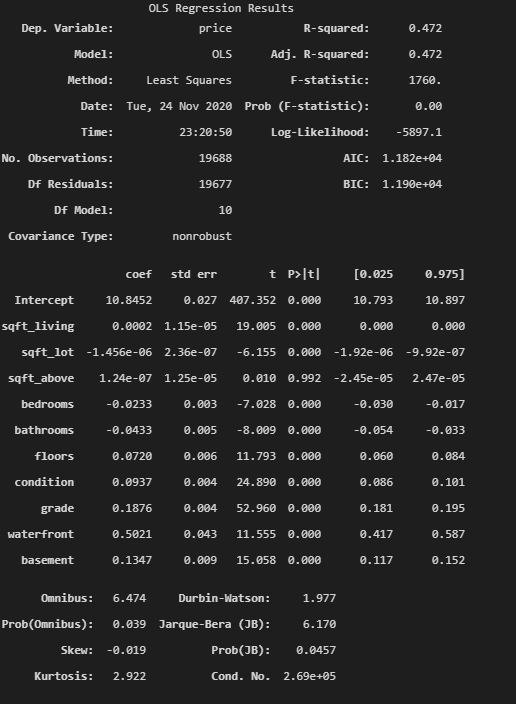 OLS Regression Results
Dep. Variable: price R-squared: 0.472
Model: OLS Adj. R-squared: 0.472
Method: Least Squares F-statistic: 1760.
Date: Tue, 24 Nov 2020 Prob (F-statistic): 0.00
Time: 23:20:50 Log-Likelihood: -5897.1
No. Observations: 19688 AIC: 1.182e+04
Df Residuals: 19677 BIC: 1.190e+04
Df Model: 10
Covariance Type: nonrobust
coef std err t P>|t| [0.025 0.975]
Intercept 10.8452 0.027 407.352 0.000 10.793 10.897
sqft_living 0.0002 1.15e-05 19.005 0.000 0.000 0.000
sqft_lot -1.456e-06 2.36e-07 -6.155 0.000 -1.92e-06 -9.92e-07
sqft_above 1.24e-07 1.25e-05 0.010 0.992 -2.45e-05 2.47e-05
bedrooms -0.0233 0.003 -7.028 0.000 -0.030 -0.017
bathrooms -0.0433 0.005 -8.009 0.000 -0.054 -0.033
floors 0.0720 0.006 11.793 0.000 0.060 0.084
condition 0.0937 0.004 24.890 0.000 0.086 0.101
grade 0.1876 0.004 52.960 0.000 0.181 0.195
waterfront 0.5021 0.043 11.555 0.000 0.417 0.587
basement 0.1347 0.009 15.058 0.000 0.117 0.152
Omnibus: 6.474 Durbin-Watson: 1.977
Prob(Omnibus): 0.039 Jarque-Bera (JB): 6.170
Skew: -0.019 Prob(JB): 0.0457
Kurtosis: 2.922 Cond. No. 2.69e+05